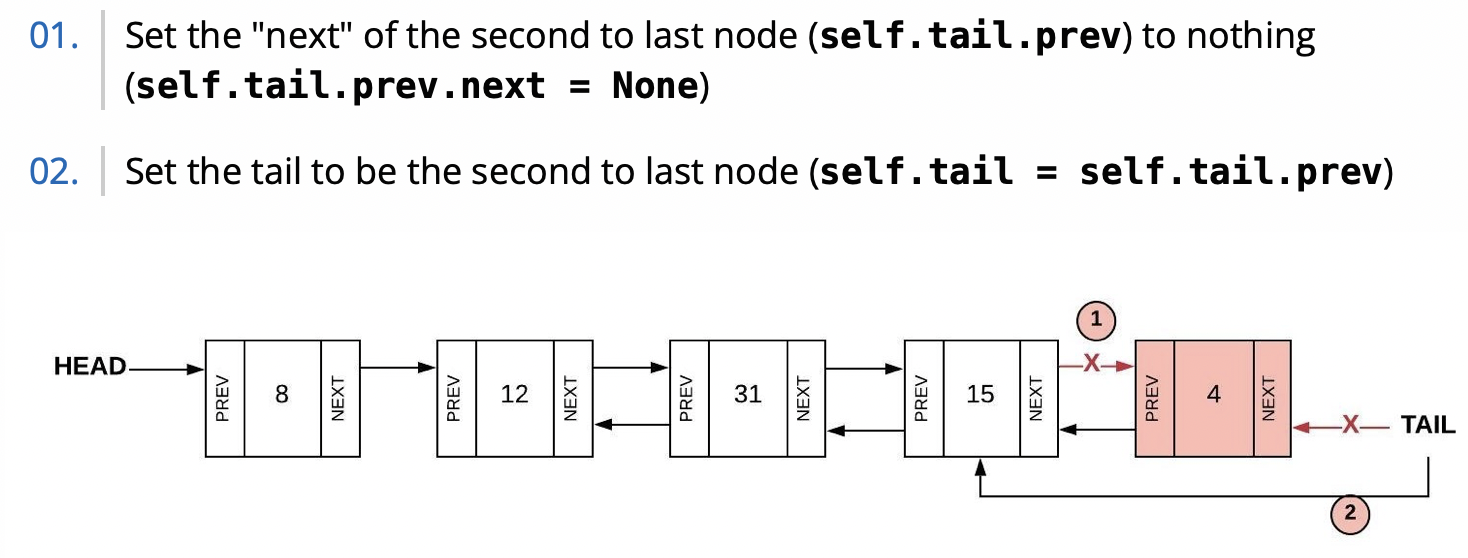 01. Set the "next" of the second to last node (self.tail.prev) to nothing
(self.tail.prev.next = None)
02. Set the tail to be the second to last node (self.tail = self.tail.prev)
1
HEAD PREV 8 NEXT PREV 12 NEXT PREV 31 NEXT PREV 15 NEXT X PREV 4 NEXT X TAIL
2